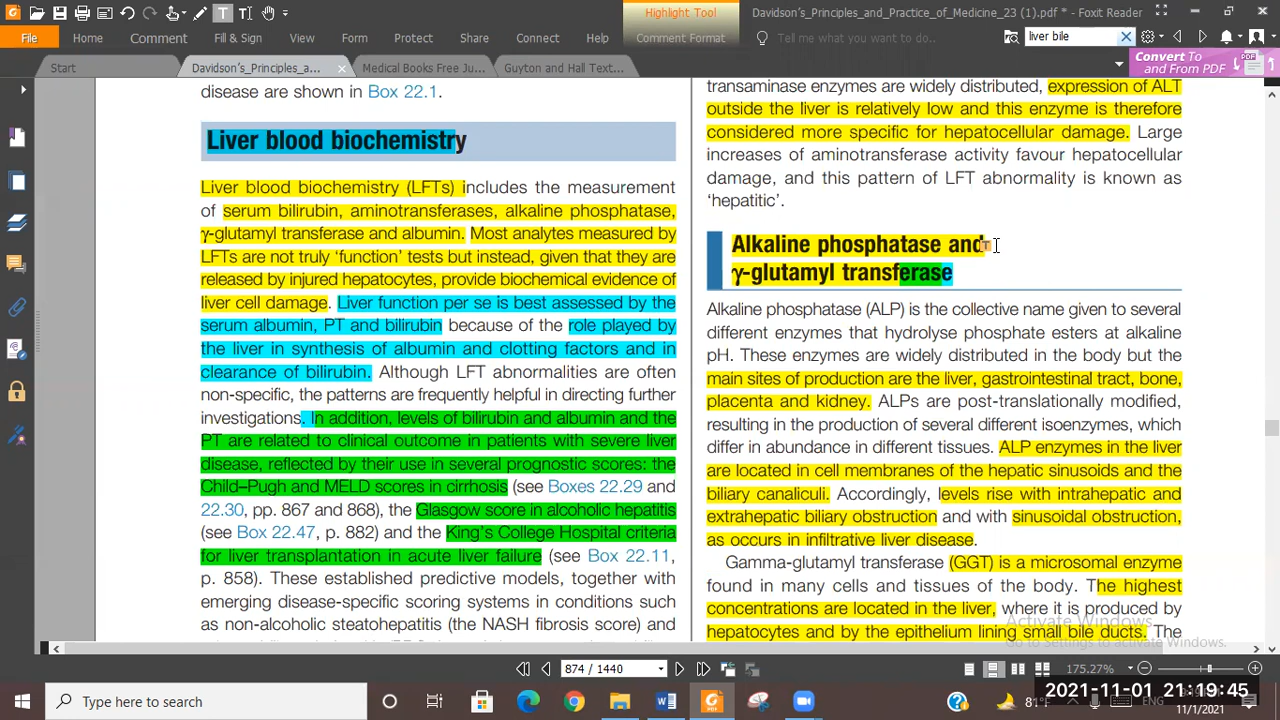 Highlight Tool
Davidson's_Principles_and_Practice_of_Medicine_23 (1).pdf * - Foxit Reader
File Home Comment Fill & Sign View Form Protect Share Connect Help Comment Format Tell me what you want to do.. liver bile
Start Davidson's_Principles_a... Medical Books Free Ju... Guyton and Hall Text... Convert To and From PDF
disease are shown in Box 22.1.
Liver blood biochemistry
Liver blood biochemistry (LFTs) includes the measurement
of serum bilirubin, aminotransferases, alkaline phosphatase,
γ-glutamyl transferase and albumin. Most analytes measured by
LFTs are not truly ‘function’ tests but instead, given that they are
released by injured hepatocytes, provide biochemical evidence of
liver cell damage. Liver function per se is best assessed by the
serum albumin, PT and bilirubin because of the role played by
the liver in synthesis of albumin and clotting factors and in
clearance of bilirubin. Although LFT abnormalities are often
non-specific, the patterns are frequently helpful in directing further
investigations. In addition, levels of bilirubin and albumin and the
PT are related to clinical outcome in patients with severe liver
disease, reflected by their use in several prognostic scores: the
Child–Pugh and MELD scores in cirrhosis (see Boxes 22.29 and
22.30, pp. 867 and 868), the Glasgow score in alcoholic hepatitis
(see Box 22.47, p. 882) and the King's College Hospital criteria
for liver transplantation in acute liver failure (see Box 22.11,
p. 858). These established predictive models, together with
emerging disease-specific scoring systems in conditions such
as non-alcoholic steatohepatitis (the NASH fibrosis score) and
transaminase enzymes are widely distributed, expression of ALT
outside the liver is relatively low and this enzyme is therefore
considered more specific for hepatocellular damage. Large
increases of aminotransferase activity favour hepatocellular
damage, and this pattern of LFT abnormality is known as
‘hepatitic’.
Alkaline phosphatase and
γ-glutamyl transferase
Alkaline phosphatase (ALP) is the collective name given to several
different enzymes that hydrolyse phosphate esters at alkaline
pH. These enzymes are widely distributed in the body but the
main sites of production are the liver, gastrointestinal tract, bone,
placenta and kidney. ALPs are post-translationally modified,
resulting in the production of several different isoenzymes, which
differ in abundance in different tissues. ALP enzymes in the liver
are located in cell membranes of the hepatic sinusoids and the
biliary canaliculi. Accordingly, levels rise with intrahepatic and
extrahepatic biliary obstruction and with sinusoidal obstruction,
as occurs in infiltrative liver disease.
Gamma-glutamyl transferase (GGT) is a microsomal enzyme
found in many cells and tissues of the body. The highest
concentrations are located in the liver, where it is produced by
hepatocytes and by the epithelium lining small bile ducts. The
Activate Windows
Go to Settings to activate Windows.
874 / 1440 175.27%
Type here to search
81°F ENG
2021-11-01 21:19:45
11/1/2021